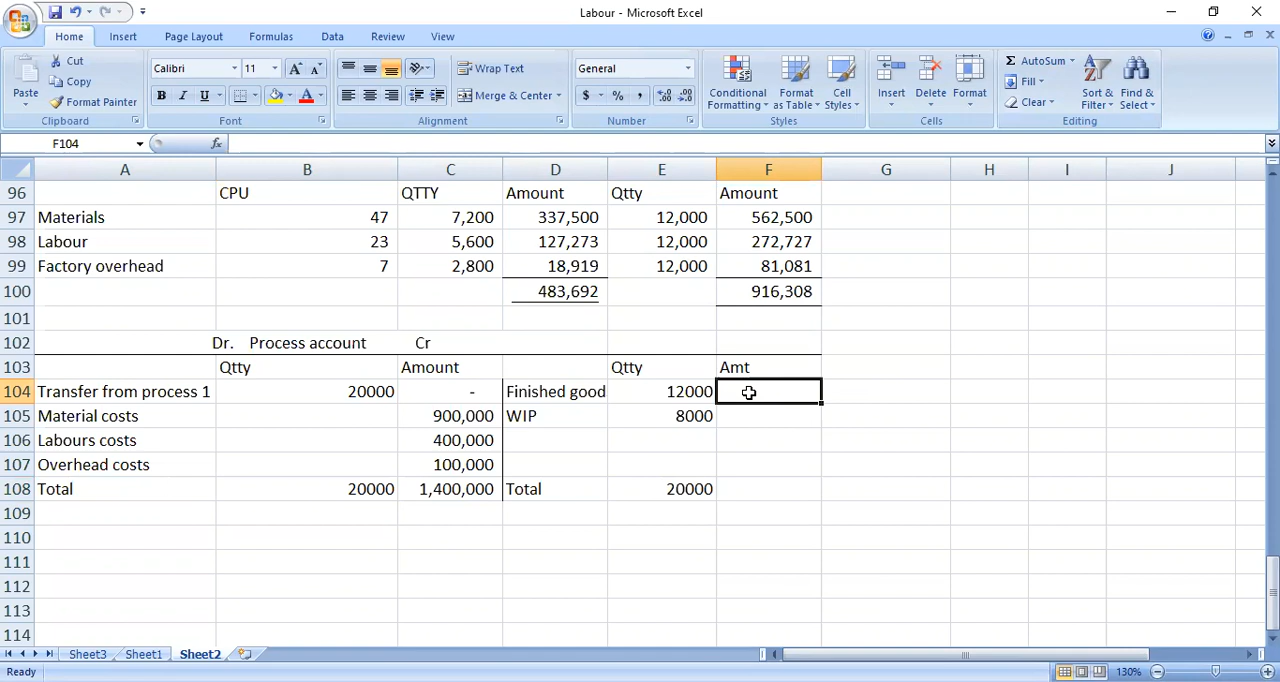 Labour - Microsoft Excel
Home Insert Page Layout Formulas Data Review View
Paste Cut Copy Format Painter Clipboard
Calibri 11 A A B I U A Font
Wrap Text Merge & Center Alignment
General $ % , .0 .00 .00 .0 Number
Conditional Formatting Format as Table Cell Styles Styles
Insert Delete Format Cells
Σ AutoSum Fill Clear Sort & Filter Find & Select Editing
F104 fx
A B C D E F G H I J
96 CPU QTTY Amount Qtty Amount
97 Materials 47 7,200 337,500 12,000 562,500
98 Labour 23 5,600 127,273 12,000 272,727
99 Factory overhead 7 2,800 18,919 12,000 81,081
100 483,692 916,308
101
102 Dr. Process account Cr
103 Qtty Amount Qtty Amt
104 Transfer from process 1 20000 - Finished good 12000
105 Material costs 900,000 WIP 8000
106 Labours costs 400,000
107 Overhead costs 100,000
108 Total 20000 1,400,000 Total 20000
109
110
111
112
113
114
Sheet3 Sheet1 Sheet2
Ready 130%